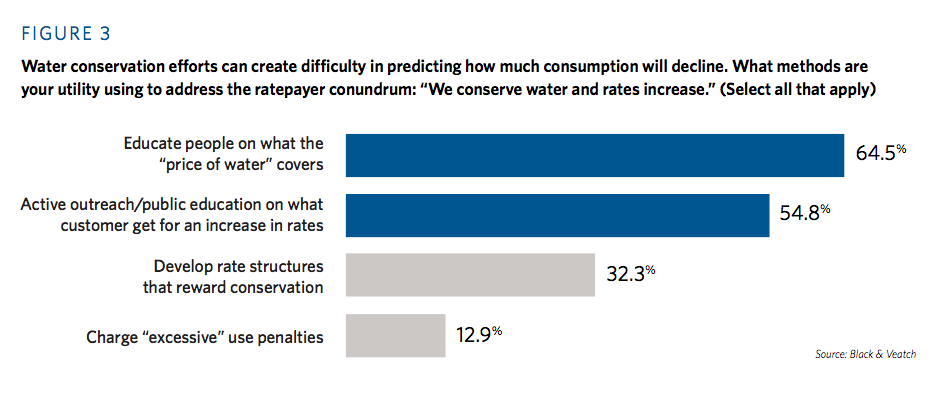 FIGURE 3
Water conservation efforts can create difficulty in predicting how much consumption will decline. What methods are
your utility using to address the ratepayer conundrum: “We conserve water and rates increase.” (Select all that apply)
Educate people on what the
“price of water” covers
64.5%
Active outreach/public education on what
customer get for an increase in rates
54.8%
Develop rate structures
that reward conservation
32.3%
Charge “excessive” use penalties
12.9%
Source: Black & Veatch